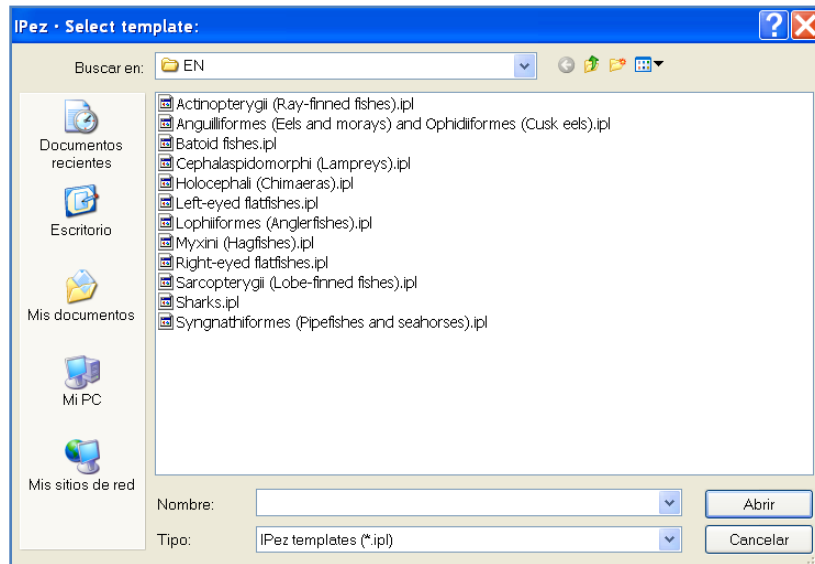 IPez · Select template:
Buscar en:
EN
Documentos
recientes
Escritorio
Mis documentos
Mi PC
Mis sitios de red
Actinopterygii (Ray-finned fishes).ipl
Anguilliformes (Eels and morays) and Ophidiiformes (Cusk eels).ipl
Batoid fishes.ipl
Cephalaspidomorphi (Lampreys).ipl
Holocephali (Chimaeras).ipl
Left-eyed flatfishes.ipl
Lophiiformes (Anglerfishes).ipl
Myxini (Hagfishes).ipl
Right-eyed flatfishes.ipl
Sarcopterygii (Lobe-finned fishes).ipl
Sharks.ipl
Syngnathiformes (Pipefishes and seahorses).ipl
Nombre:
Abrir
Tipo:
IPez templates (*.ipl)
Cancelar